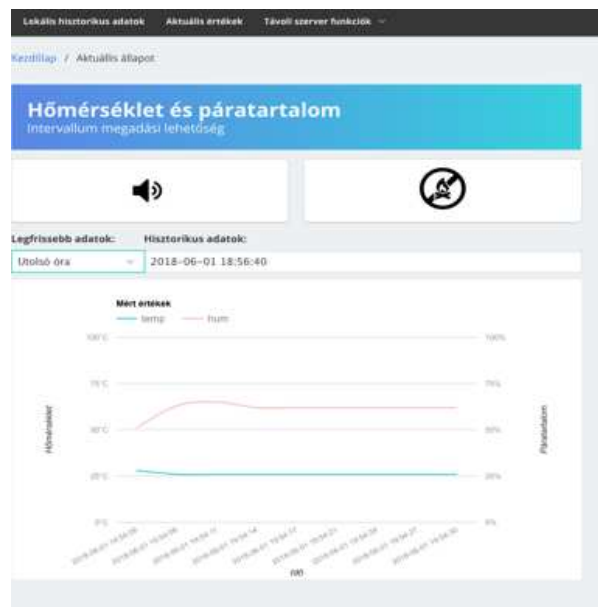 Lokális hisztorikus adatok Aktuális értékek Távoli szerver funkciók
Kezdőlap / Aktuális állapot
Hőmérséklet és páratartalom
Intervallum megadási lehetőség
Legfrissebb adatok: Hisztorikus adatok:
Utolsó óra 2018-06-01 18:56:40
Mért értékek
temp hum
100°C 100%
75°C 75%
50°C 50%
25°C 25%
0°C 0%
Hőmérséklet
Páratartalom
Idő